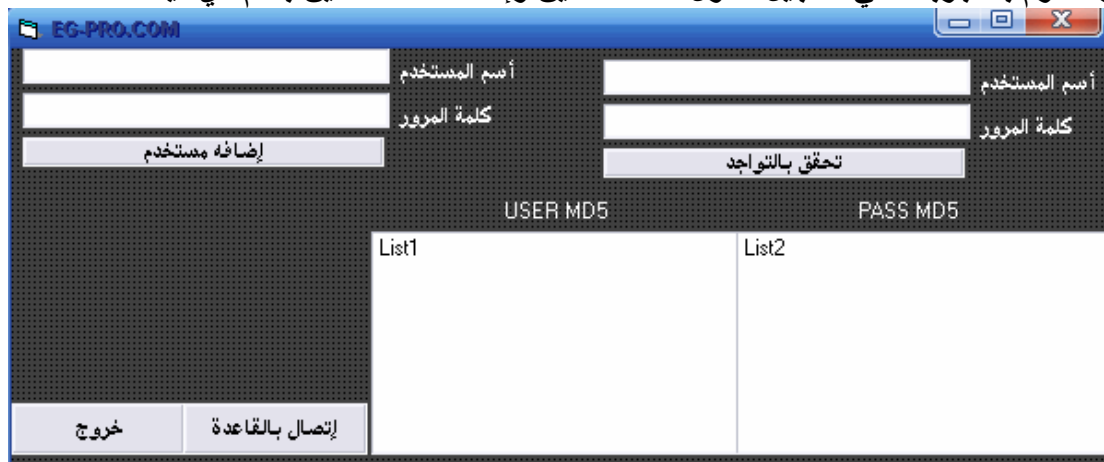 EG-PRO.COM
أسم المستخدم
أسم المستخدم
كلمة المرور
كلمة المرور
تحقق بالتواجد
إضافه مستخدم
USER MD5
PASS MD5
List1
List2
إتصال بالقاعدة
خروج